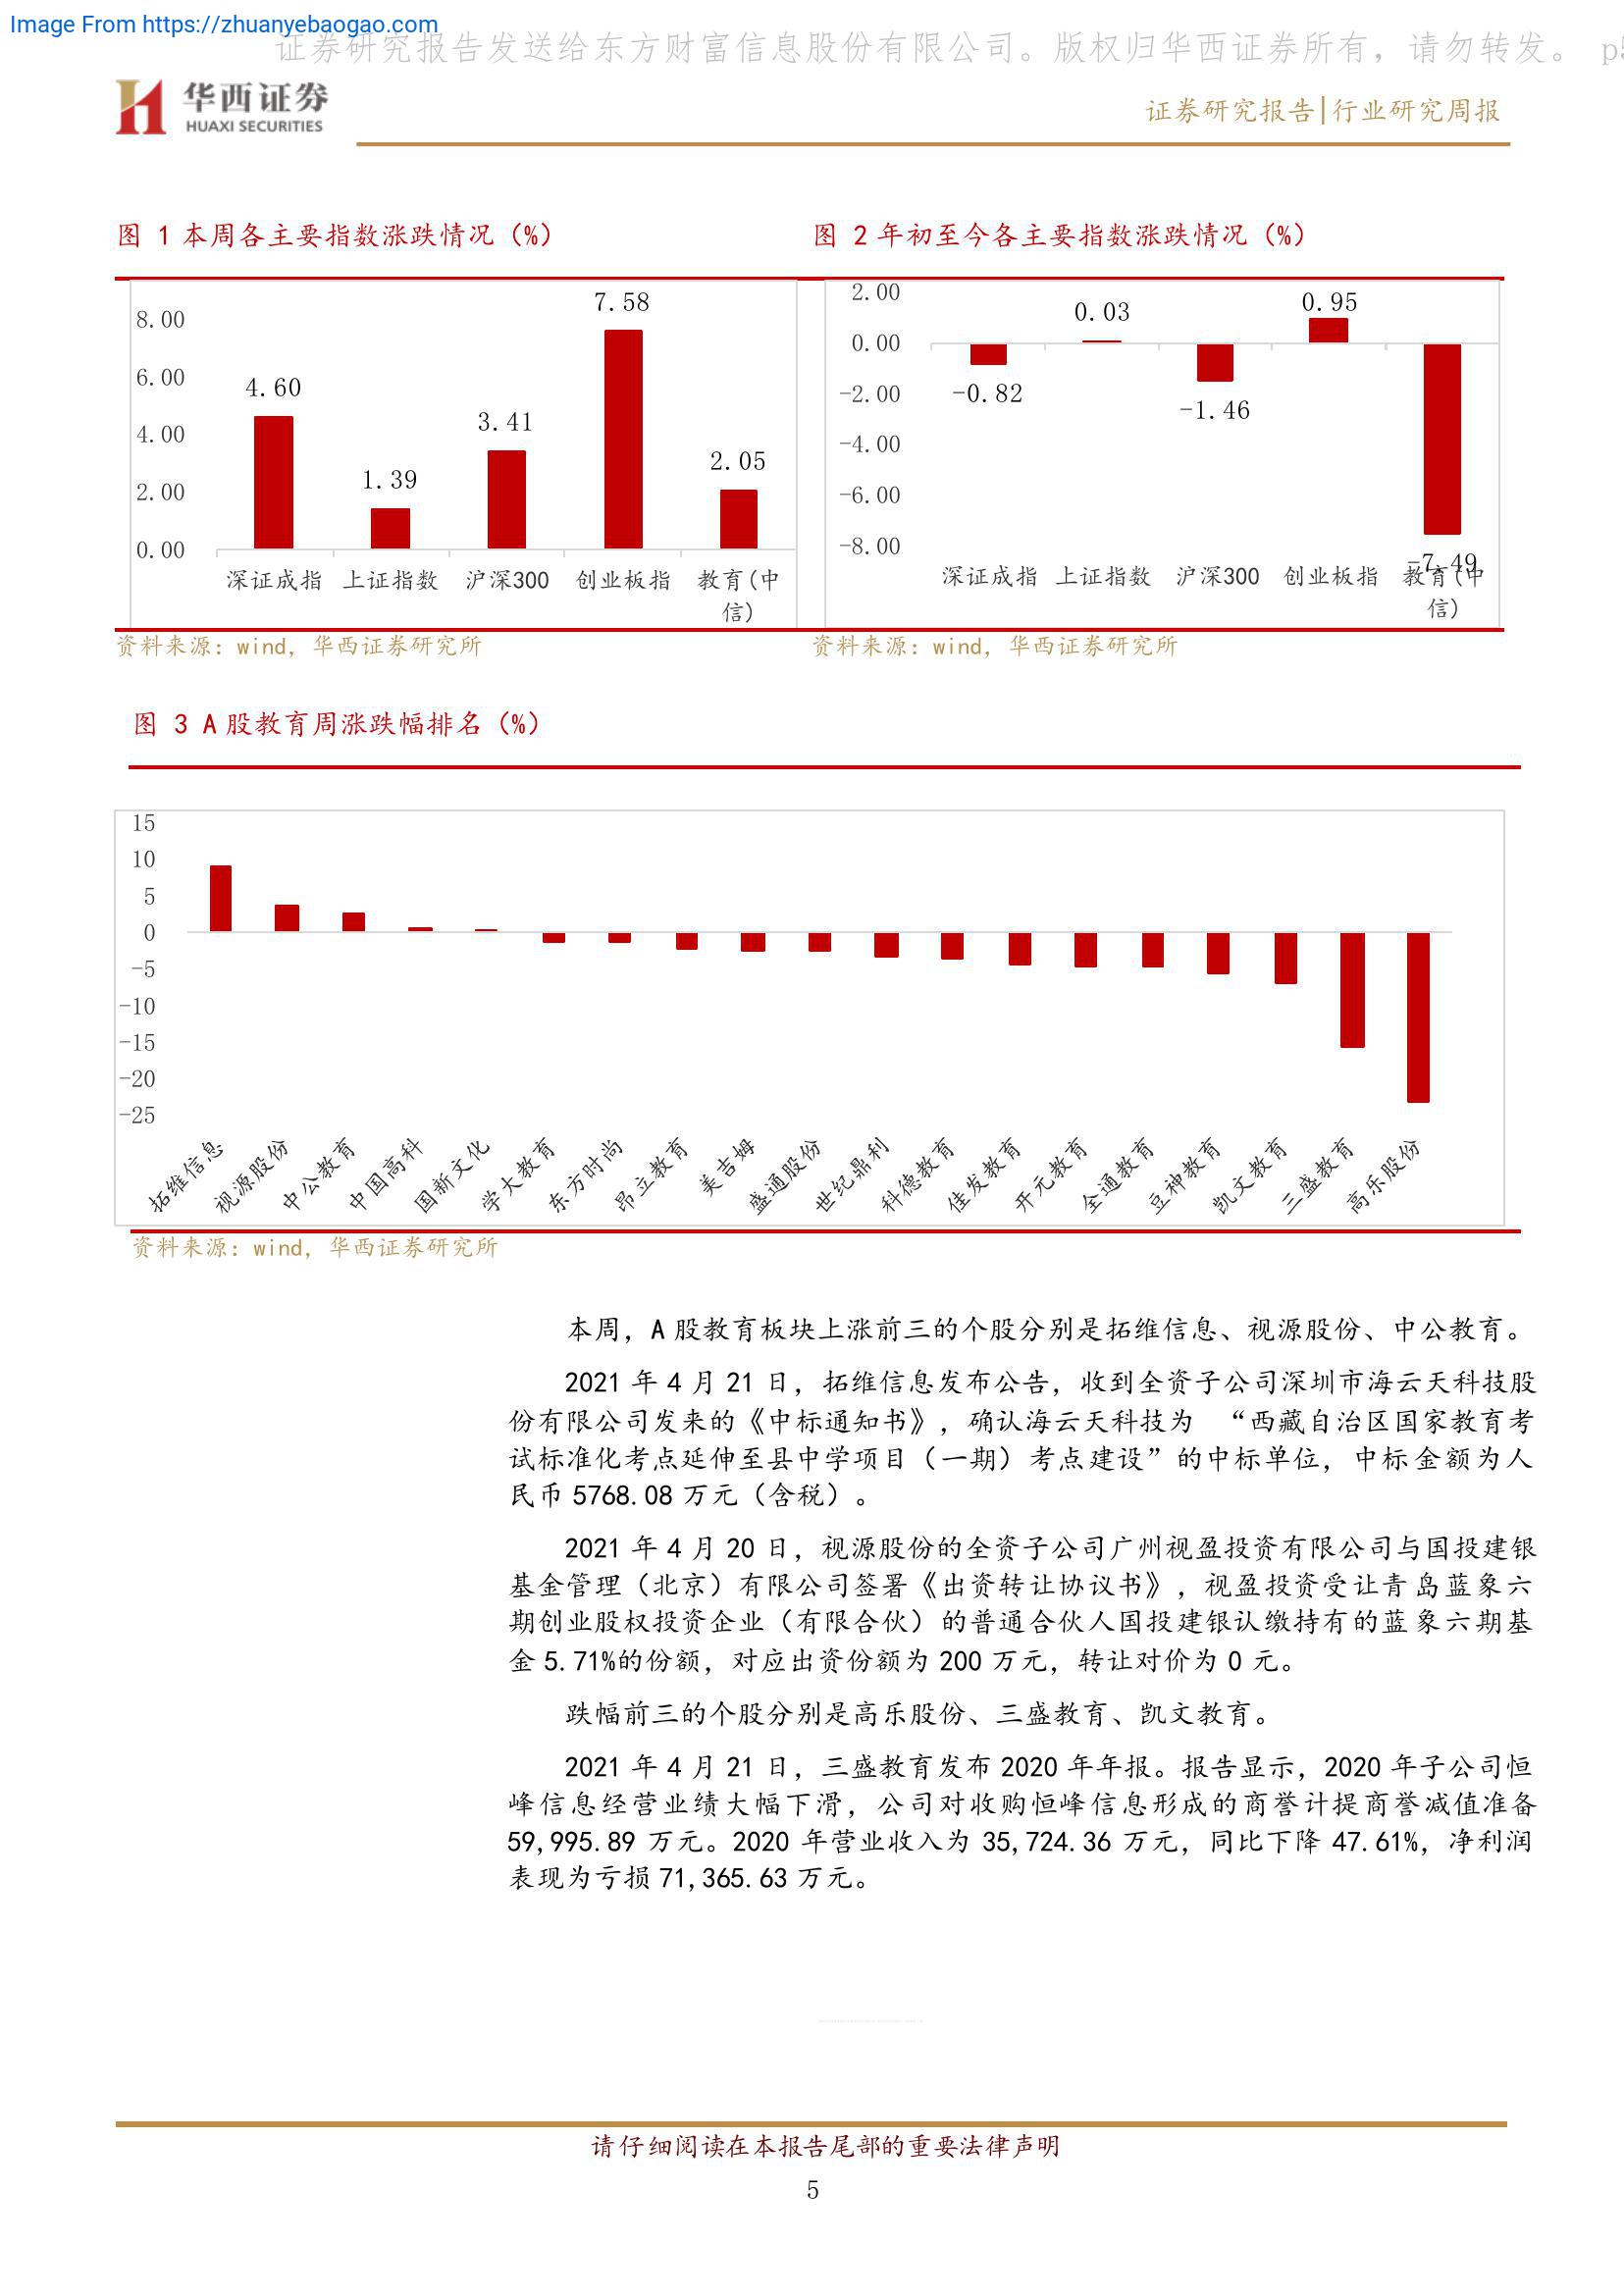 Image From https://zhuanyebaogao.com
证券研究报告发送给东方财富信息股份有限公司。版权归华西证券所有，请勿转发。 p5
华西证券
HUAXI SECURITIES
证券研究报告|行业研究周报
图 1 本周各主要指数涨跌情况（%）
8.00
6.00
4.00
2.00
0.00
4.60
1.39
3.41
7.58
2.05
深证成指 上证指数 沪深300 创业板指 教育(中
信)
资料来源：wind, 华西证券研究所
图 2 年初至今各主要指数涨跌情况（%）
2.00
0.00
-2.00
-4.00
-6.00
-8.00
-0.82
0.03
-1.46
0.95
-7.49
深证成指 上证指数 沪深300 创业板指 教育(中
信)
资料来源：wind, 华西证券研究所
图 3 A 股教育周涨跌幅排名（%）
15
10
5
0
-5
-10
-15
-20
-25
拓维信息
视源股份
中公教育
中国高科
国新文化
学大教育
东方时尚
昂立教育
美吉姆
盛通股份
世纪鼎利
科德教育
佳发教育
开元教育
全通教育
豆神教育
凯文教育
三盛教育
高乐股份
资料来源：wind, 华西证券研究所
本周，A 股教育板块上涨前三的个股分别是拓维信息、视源股份、中公教育。
2021 年 4 月 21 日，拓维信息发布公告，收到全资子公司深圳市海云天科技股
份有限公司发来的《中标通知书》，确认海云天科技为 “西藏自治区国家教育考
试标准化考点延伸至县中学项目（一期）考点建设”的中标单位，中标金额为人
民币 5768.08 万元（含税）。
2021 年 4 月 20 日，视源股份的全资子公司广州视盈投资有限公司与国投建银
基金管理（北京）有限公司签署《出资转让协议书》，视盈投资受让青岛蓝象六
期创业股权投资企业（有限合伙）的普通合伙人国投建银认缴持有的蓝象六期基
金 5.71%的份额，对应出资份额为 200 万元，转让对价为 0 元。
跌幅前三的个股分别是高乐股份、三盛教育、凯文教育。
2021 年 4 月 21 日，三盛教育发布 2020 年年报。报告显示，2020 年子公司恒
峰信息经营业绩大幅下滑，公司对收购恒峰信息形成的商誉计提商誉减值准备
59,995.89 万元。2020 年营业收入为 35,724.36 万元，同比下降 47.61%，净利润
表现为亏损 71,365.63 万元。
请仔细阅读在本报告尾部的重要法律声明
5